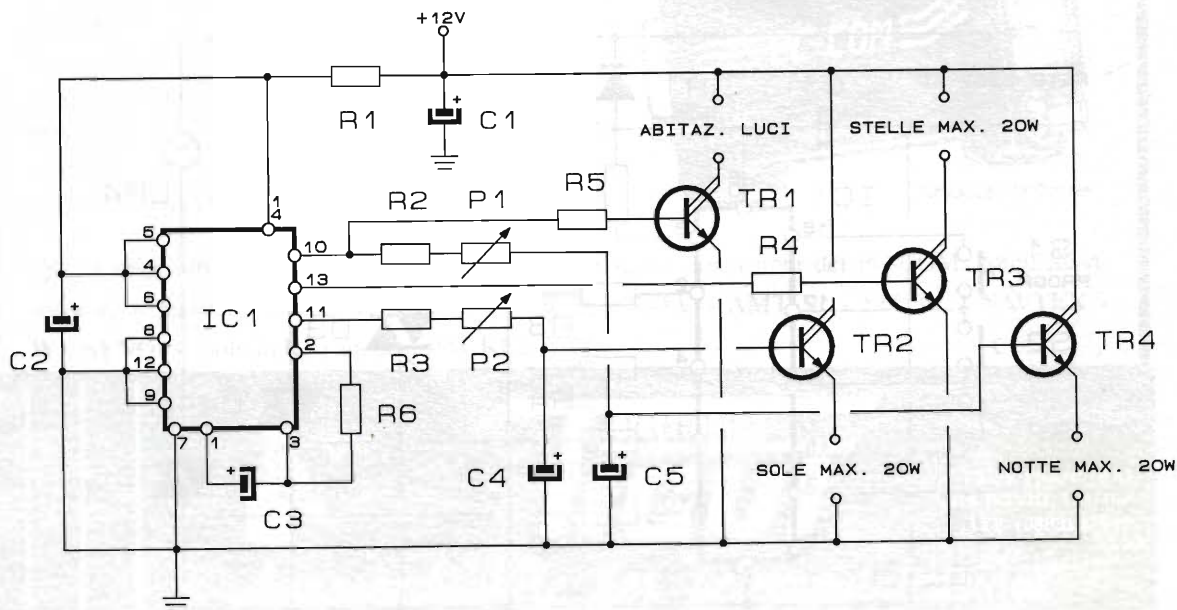 +12V
R1
C1
ABITAZ. LUCI
STELLE MAX. 20W
R2
P1
R5
TR1
R4
TR3
1
4
5
4
6
8
12
9
10
13
11
2
7
1
3
IC1
C2
R3
P2
R6
TR2
TR4
C3
C4
C5
SOLE MAX. 20W
NOTTE MAX. 20W